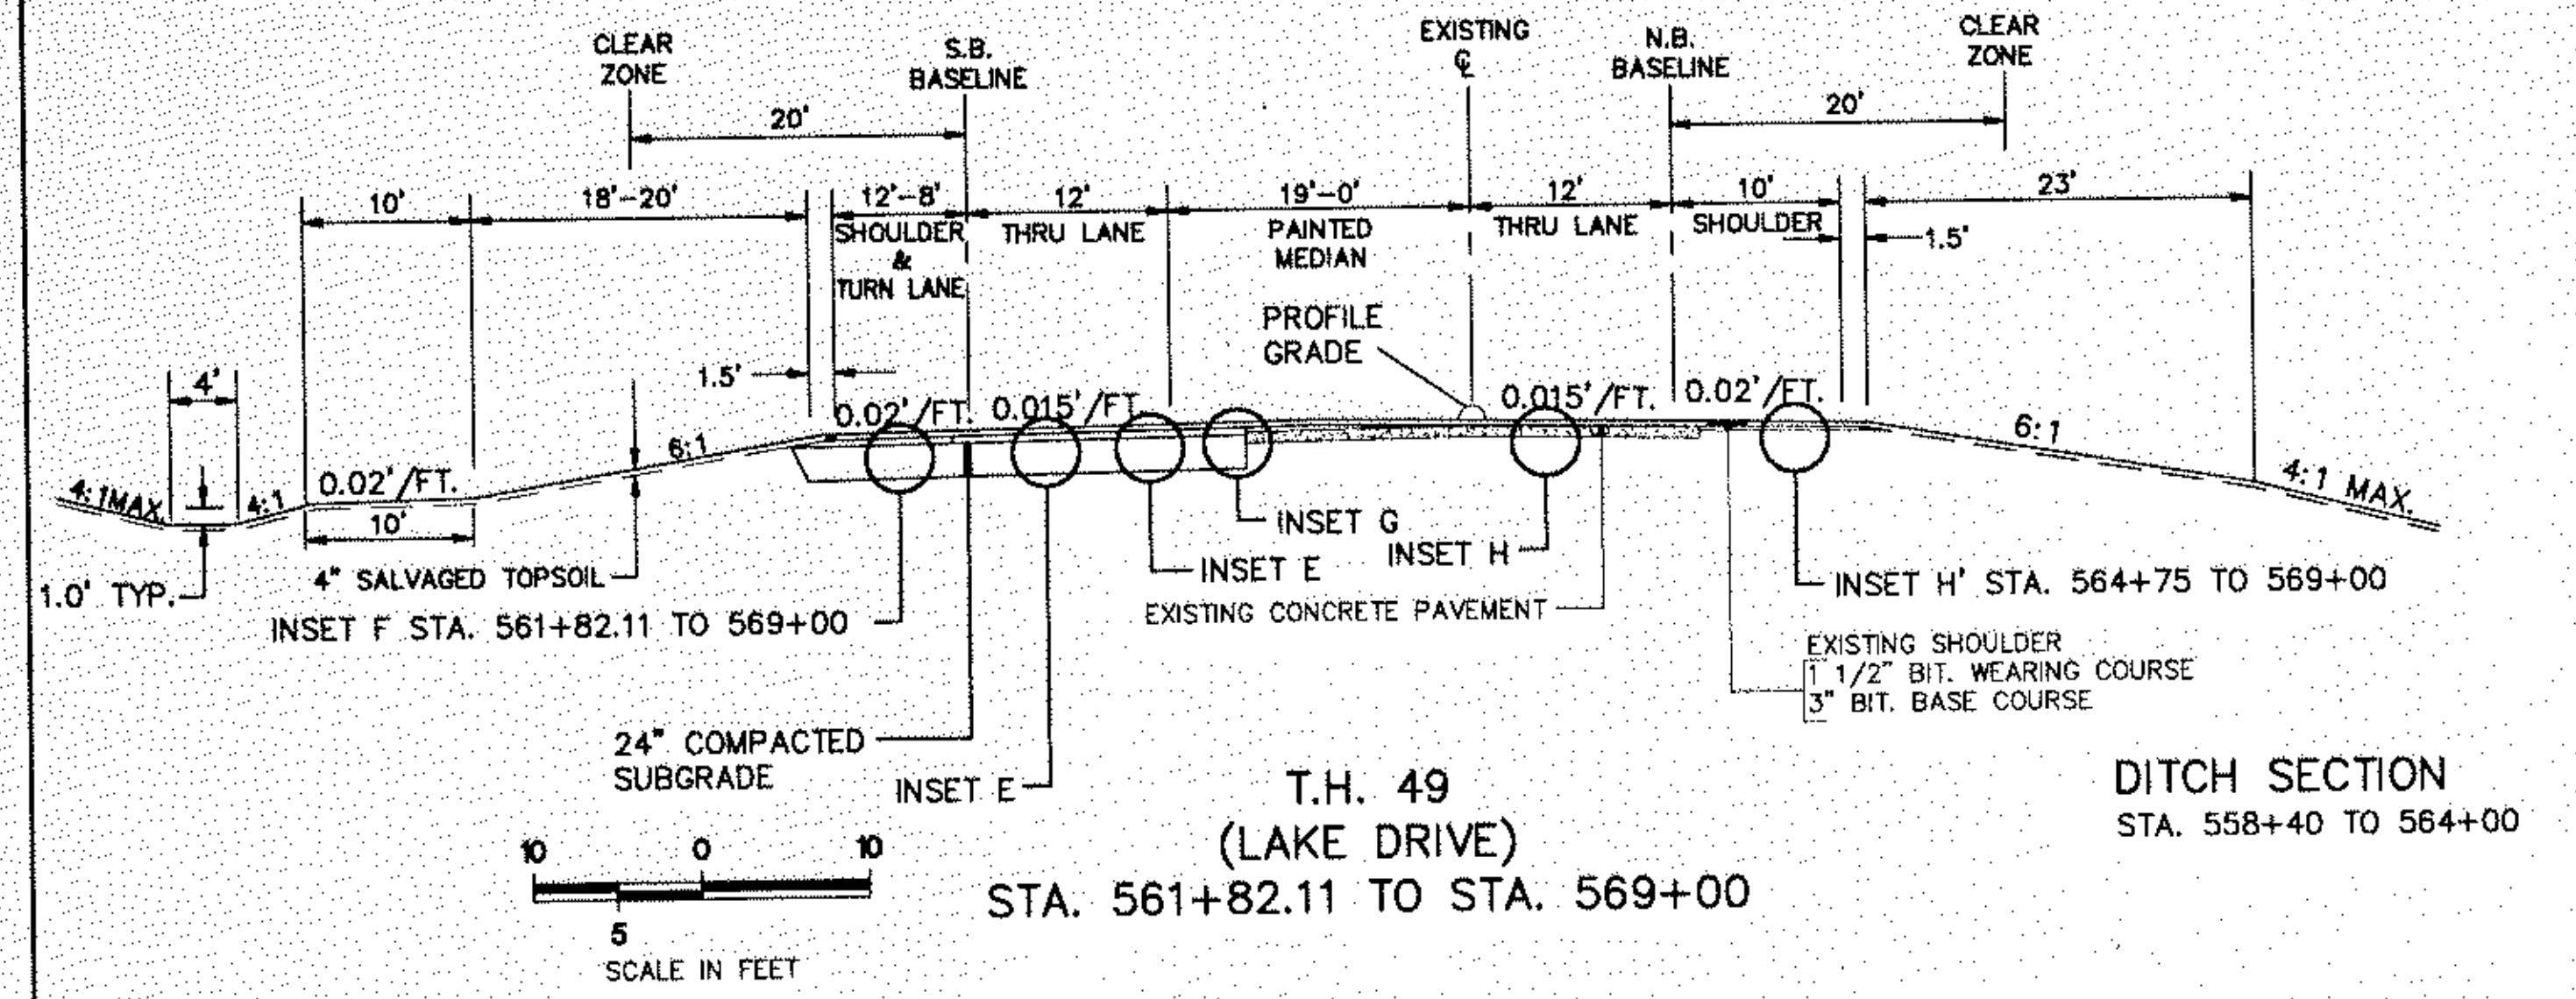 CLEAR
ZONE
S.B.
BASELINE
EXISTING
℄
N.B.
BASELINE
CLEAR
ZONE
20'
20'
10'
18'-20'
12'-8'
SHOULDER
&
TURN LANE
12'
THRU LANE
19'-0'
PAINTED
MEDIAN
12'
THRU LANE
10'
SHOULDER
1.5'
23'
PROFILE
GRADE
4'
1.5'
0.02'/FT.
0.015'/FT.
0.015'/FT.
0.02'/FT.
4:1MAX.
4:1
0.02'/FT.
6:1
6:1
4:1 MAX.
10'
1.0' TYP.
4" SALVAGED TOPSOIL
INSET F STA. 561+82.11 TO 569+00
INSET G
INSET E
INSET H
EXISTING CONCRETE PAVEMENT
INSET H' STA. 564+75 TO 569+00
EXISTING SHOULDER
1 1/2" BIT. WEARING COURSE
3" BIT. BASE COURSE
24" COMPACTED
SUBGRADE
INSET E
T.H. 49
(LAKE DRIVE)
STA. 561+82.11 TO STA. 569+00
DITCH SECTION
STA. 558+40 TO 564+00
10 0 10
5
SCALE IN FEET